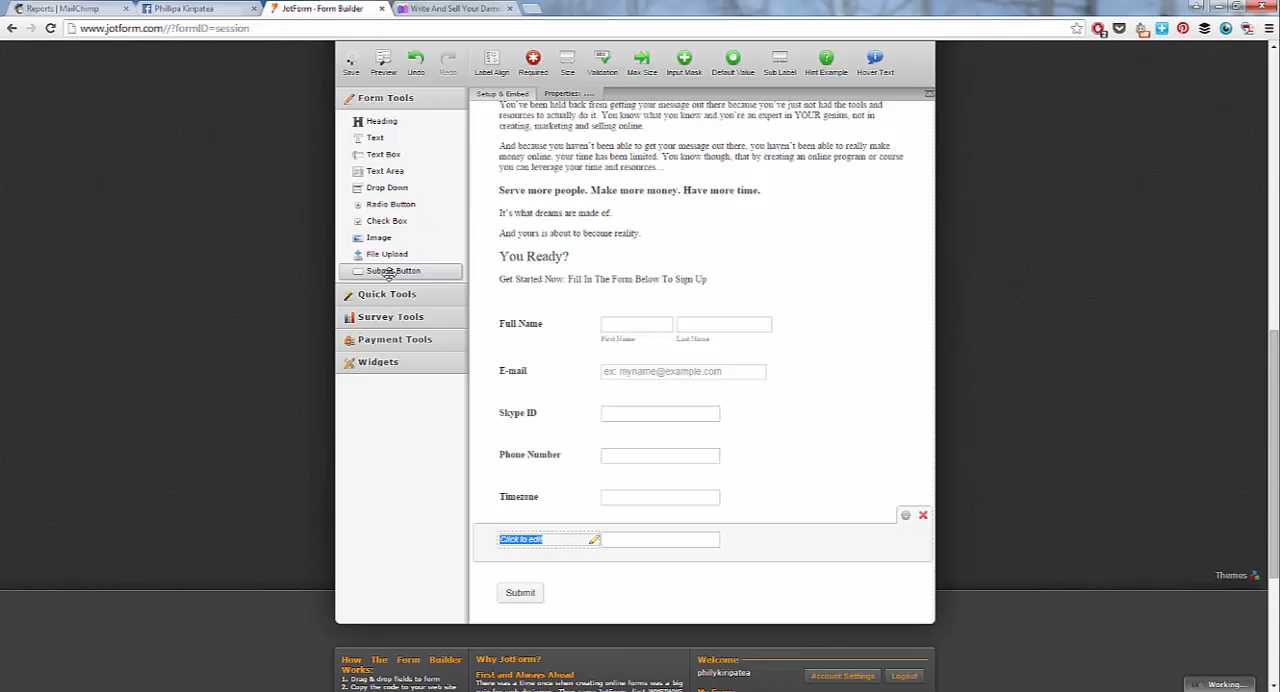 Reports | MailChimp
Phillipa Kiripatea
JotForm - Form Builder
Write And Sell Your Damn
www.jotform.com//?formID=session
Save
Preview
Undo
Redo
Label Align
Required
Size
Validation
Max Size
Input Mask
Default Value
Sub Label
Hint Example
Hover Text
Form Tools
Setup & Embed
Properties: ....
Heading
Text
Text Box
Text Area
Drop Down
Radio Button
Check Box
Image
File Upload
Submit Button
Quick Tools
Survey Tools
Payment Tools
Widgets
You've been held back from getting your message out there because you've just not had the tools and
resources to actually do it. You know what you know and you're an expert in YOUR genius, not in
creating, marketing and selling online.
And because you haven't been able to get your message out there, you haven't been able to really make
money online, your time has been limited. You know though, that by creating an online program or course
you can leverage your time and resources...
Serve more people. Make more money. Have more time.
It's what dreams are made of.
And yours is about to become reality.
You Ready?
Get Started Now: Fill In The Form Below To Sign Up
Full Name
First Name
Last Name
E-mail
ex: myname@example.com
Skype ID
Phone Number
Timezone
Click to edit
Submit
Themes
How The Form Builder
Works:
1. Drag & drop fields to form
2. Copy the code to your web site
Why JotForm?
First and Always Ahead
There was a time once when creating online forms was a big
Welcome
phillykiripatea
Account Settings
Logout
Working...